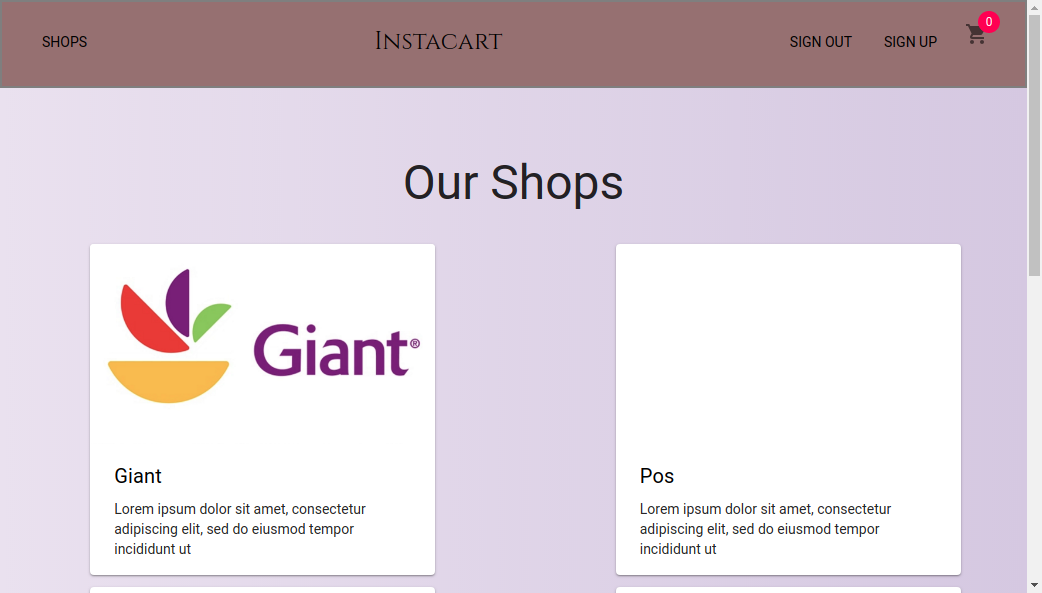 SHOPS
Instacart
SIGN OUT
SIGN UP
0
Our Shops
Giant®
Giant
Lorem ipsum dolor sit amet, consectetur
adipiscing elit, sed do eiusmod tempor
incididunt ut
Pos
Lorem ipsum dolor sit amet, consectetur
adipiscing elit, sed do eiusmod tempor
incididunt ut